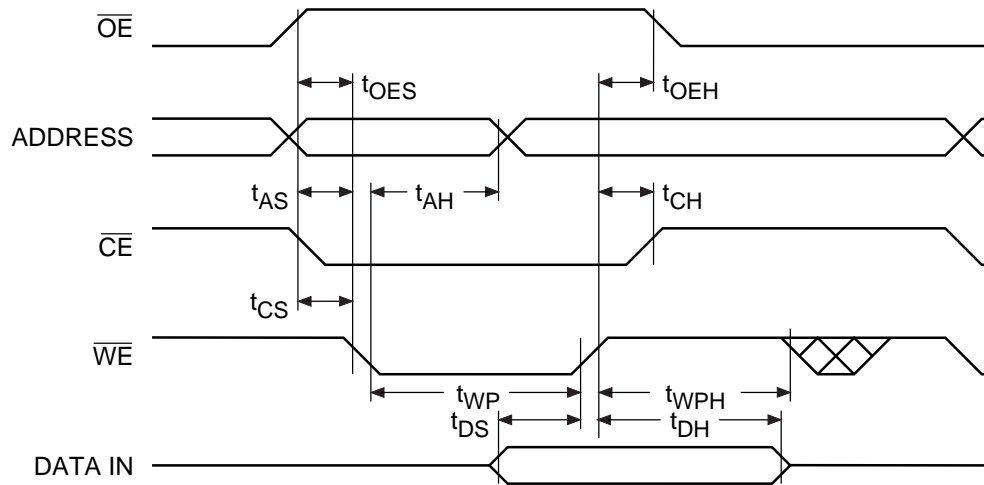 OE
tOES
tOEH
ADDRESS
tAS
tAH
tCH
CE
tCS
WE
tWP
tWPH
tDS
tDH
DATA IN